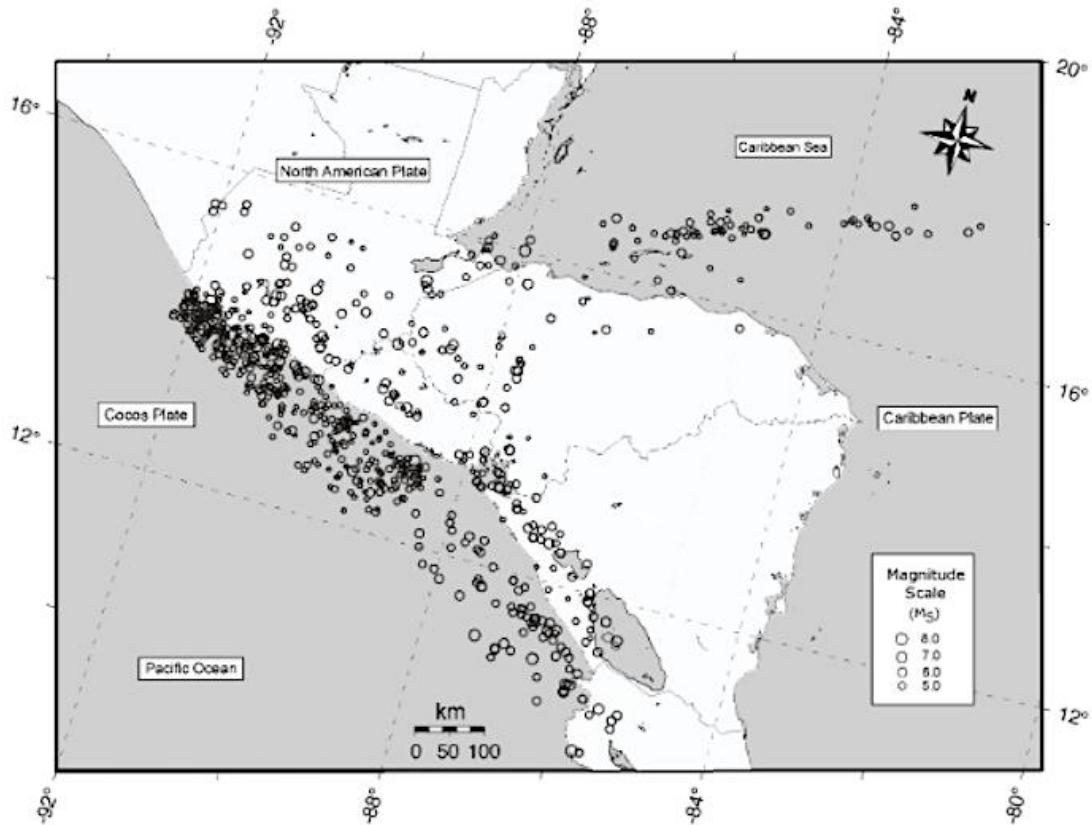 -92°
-88°
-84°
20°
16°
N
Caribbean Sea
North American Plate
16°
Cocos Plate
Caribbean Plate
12°
Magnitude
Scale
(MS)
8.0
7.0
6.0
5.0
Pacific Ocean
km
0 50 100
12°
-92°
-88°
-84°
-80°